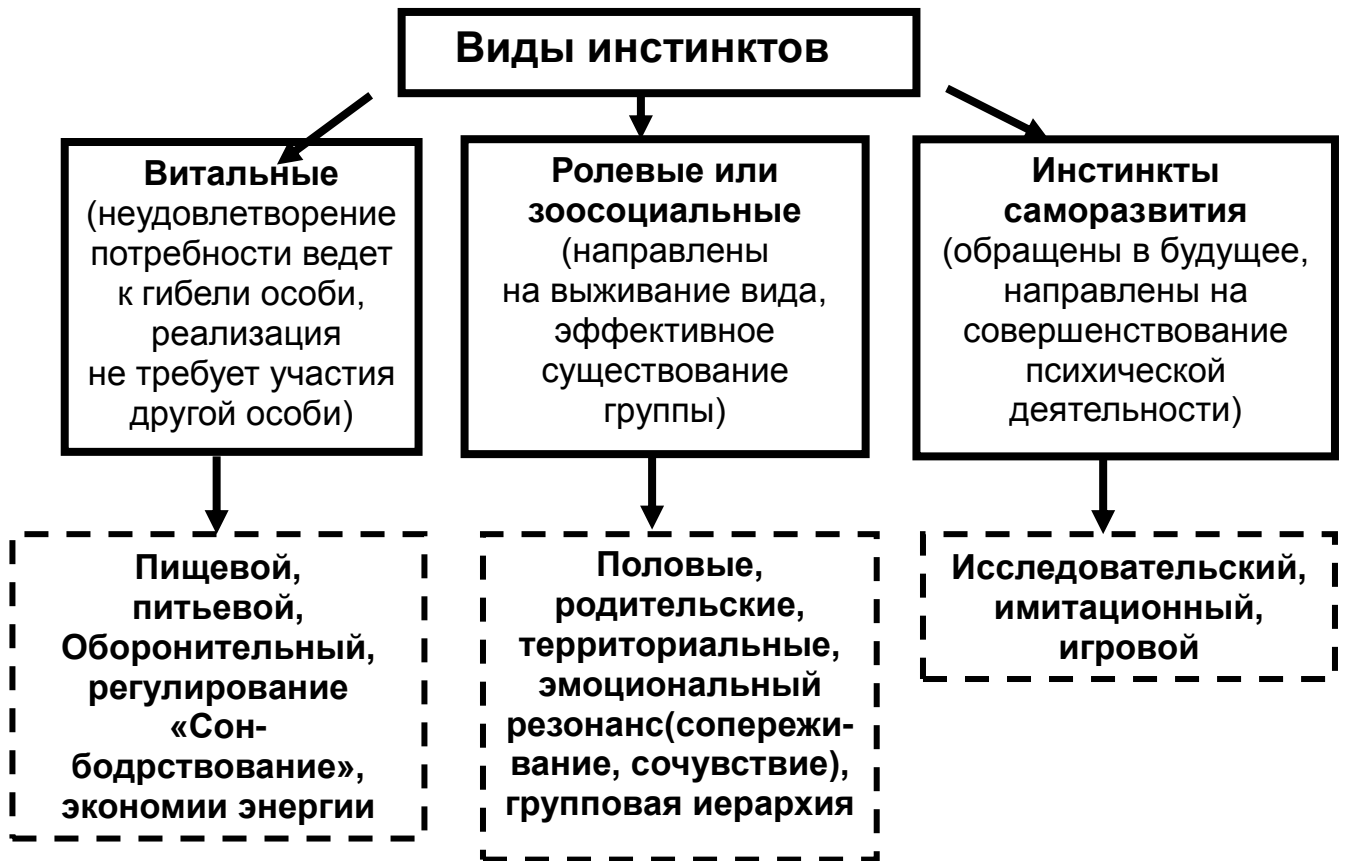 Виды инстинктов
Витальные
(неудовлетворение
потребности ведет
к гибели особи,
реализация
не требует участия
другой особи)
Ролевые или
зоосоциальные
(направлены
на выживание вида,
эффективное
существование
группы)
Инстинкты
саморазвития
(обращены в будущее,
направлены на
совершенствование
психической
деятельности)
Пищевой,
питьевой,
Оборонительный,
регулирование
«Сон-
бодрствование»,
экономии энергии
Половые,
родительские,
территориальные,
эмоциональный
резонанс(сопережи-
вание, сочувствие),
групповая иерархия
Исследовательский,
имитационный,
игровой